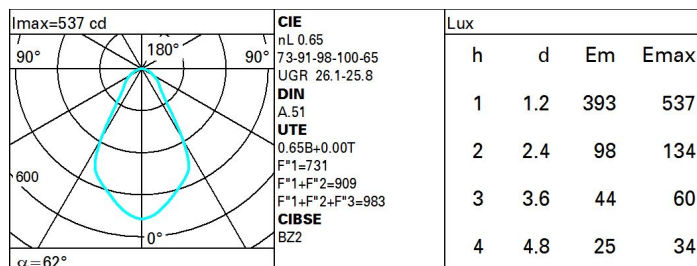 Imax=537 cd
90° 180° 90°
600
0°
α=62°
CIE
nL 0.65
73-91-98-100-65
UGR 26.1-25.8
DIN
A.51
UTE
0.65B+0.00T
F"1=731
F"1+F"2=909
F"1+F"2+F"3=983
CIBSE
BZ2
Lux
h d Em Emax
1 1.2 393 537
2 2.4 98 134
3 3.6 44 60
4 4.8 25 34